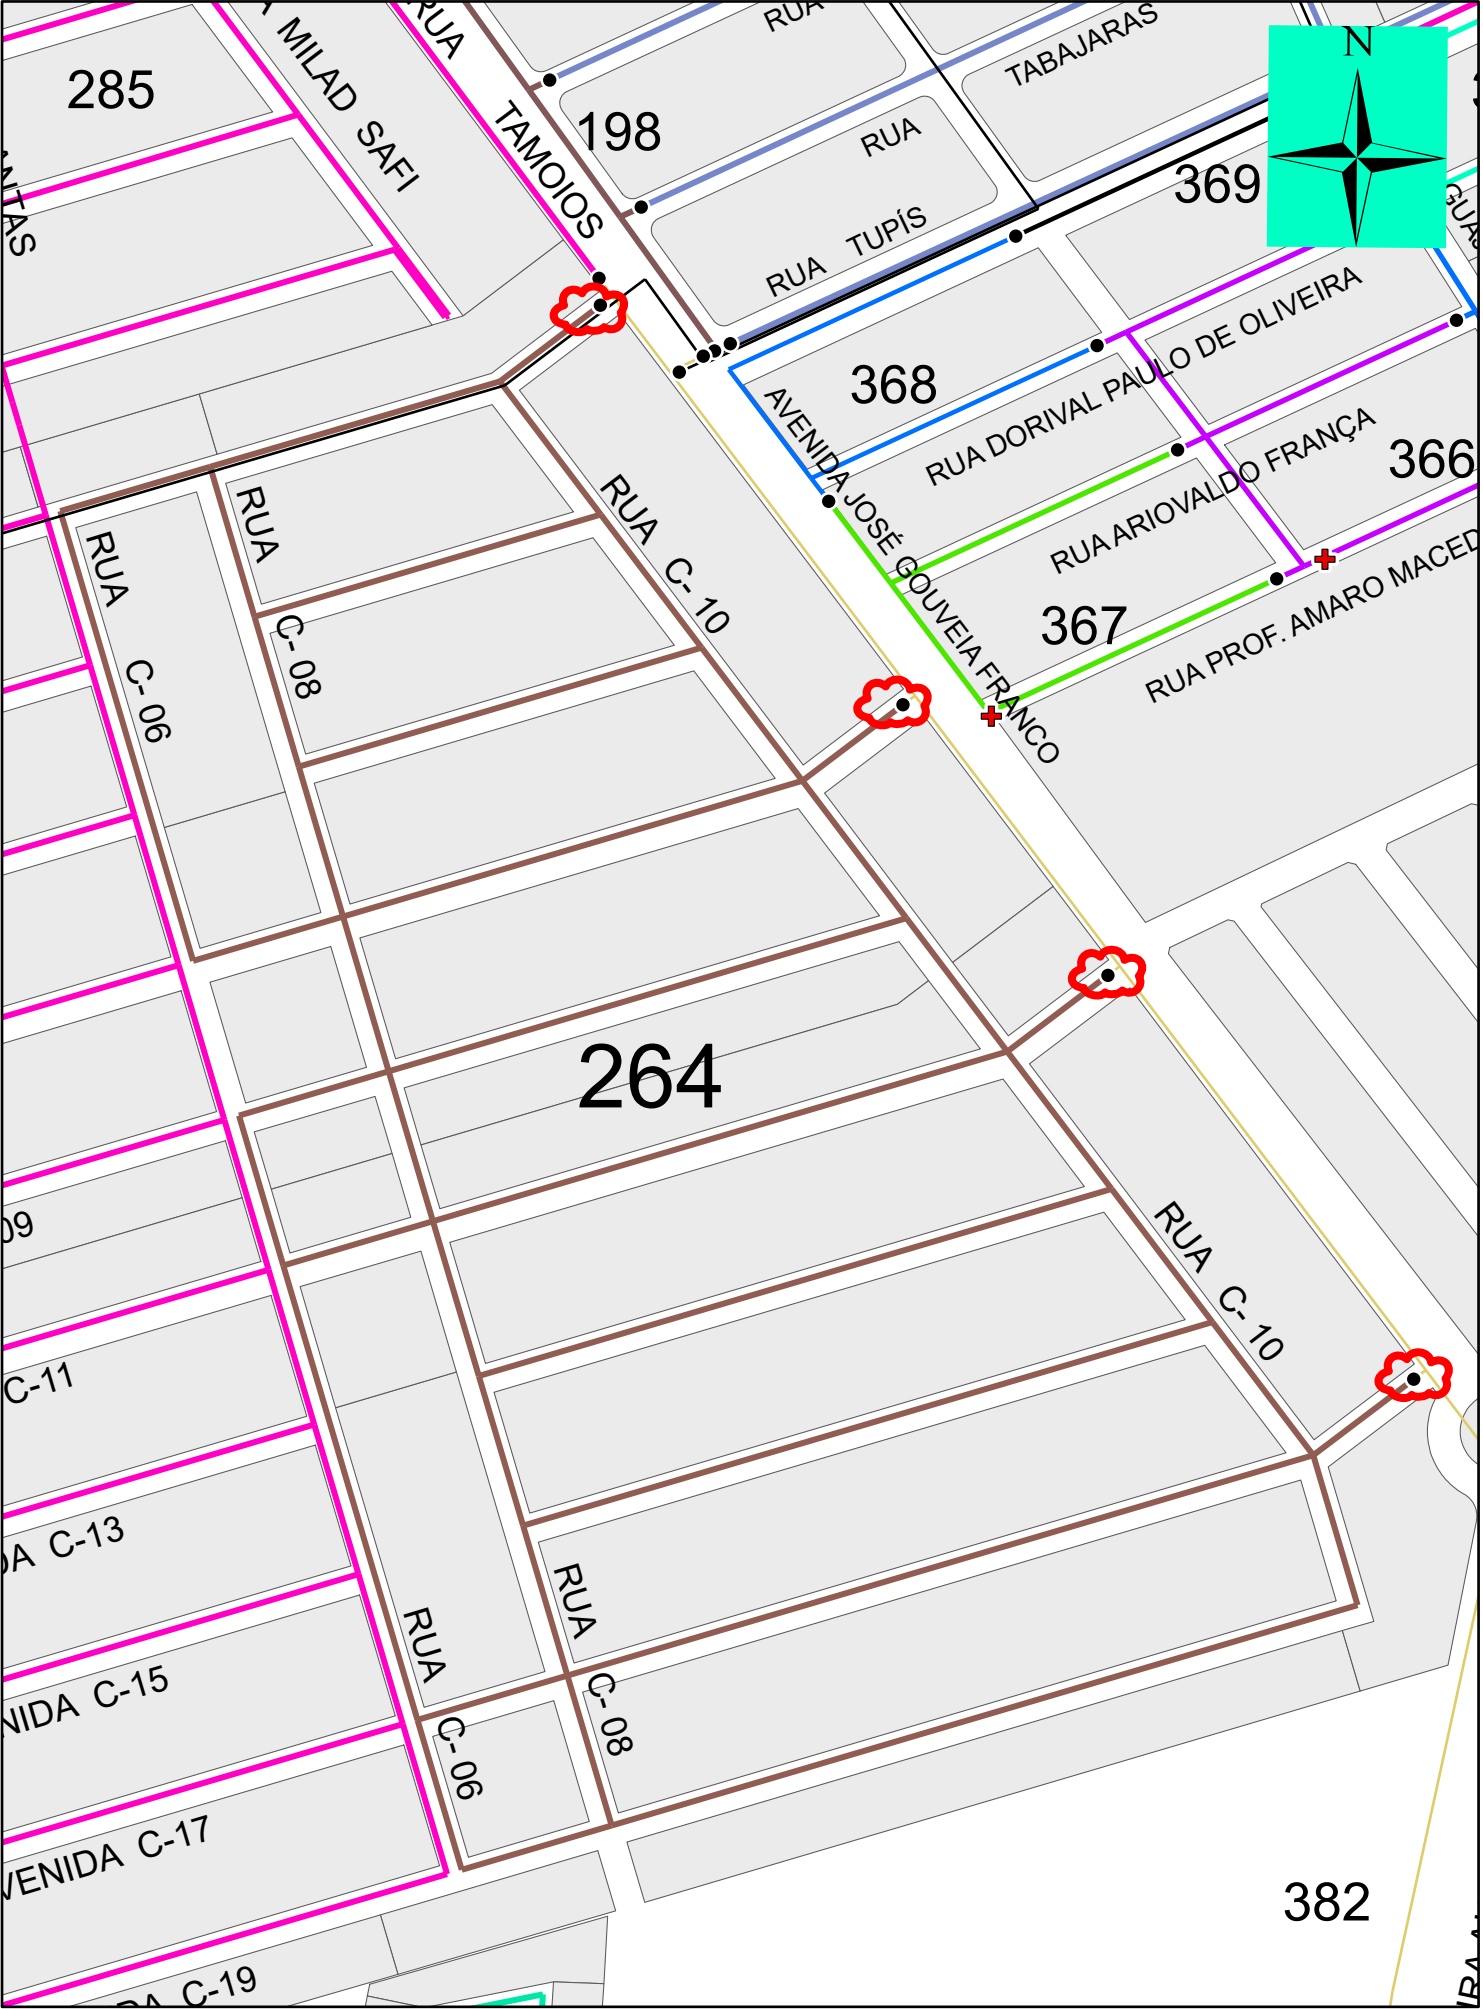 N
285
MILAD SAFI
RUA TAMOIOS
198
RUA
TABAJARAS
RUA
RUA TUPÍS
369
368
AVENIDA JOSÉ GOUVEIA FRANCO
RUA DORIVAL PAULO DE OLIVEIRA
RUA ARIOVALDO FRANÇA
366
367
RUA PROF. AMARO MACED
RUA C-06
RUA C-08
RUA C-10
264
RUA C-10
09
C-11
C-13
NIDA C-15
VENIDA C-17
C-19
RUA C-06
RUA C-08
382